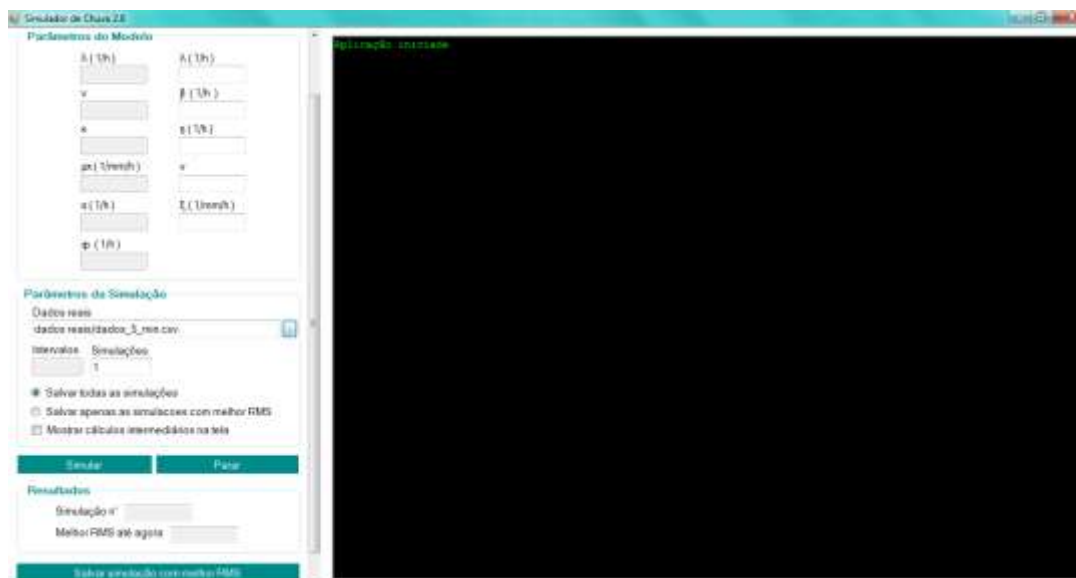 Simulador de Chuva 2.0
Parâmetros do Modelo
λ ( 1/h ) λ ( 1/h )
ν β ( 1/h )
( 1/h )
( 1/mm/h )
( 1/h ) ξ ( 1/mm/h )
φ ( 1/h )
Parâmetros da Simulação
Dados reais
dados reais/dados_5_min.csv
Intervalos Simulações
1
Salvar todas as simulações
Salvar apenas as simulacoes com melhor RMS
Mostrar cálculos intermediários na tela
Simular Parar
Resultados
Simulação n°
Melhor RMS até agora
Salvar simulação com melhor RMS
Aplicação iniciada